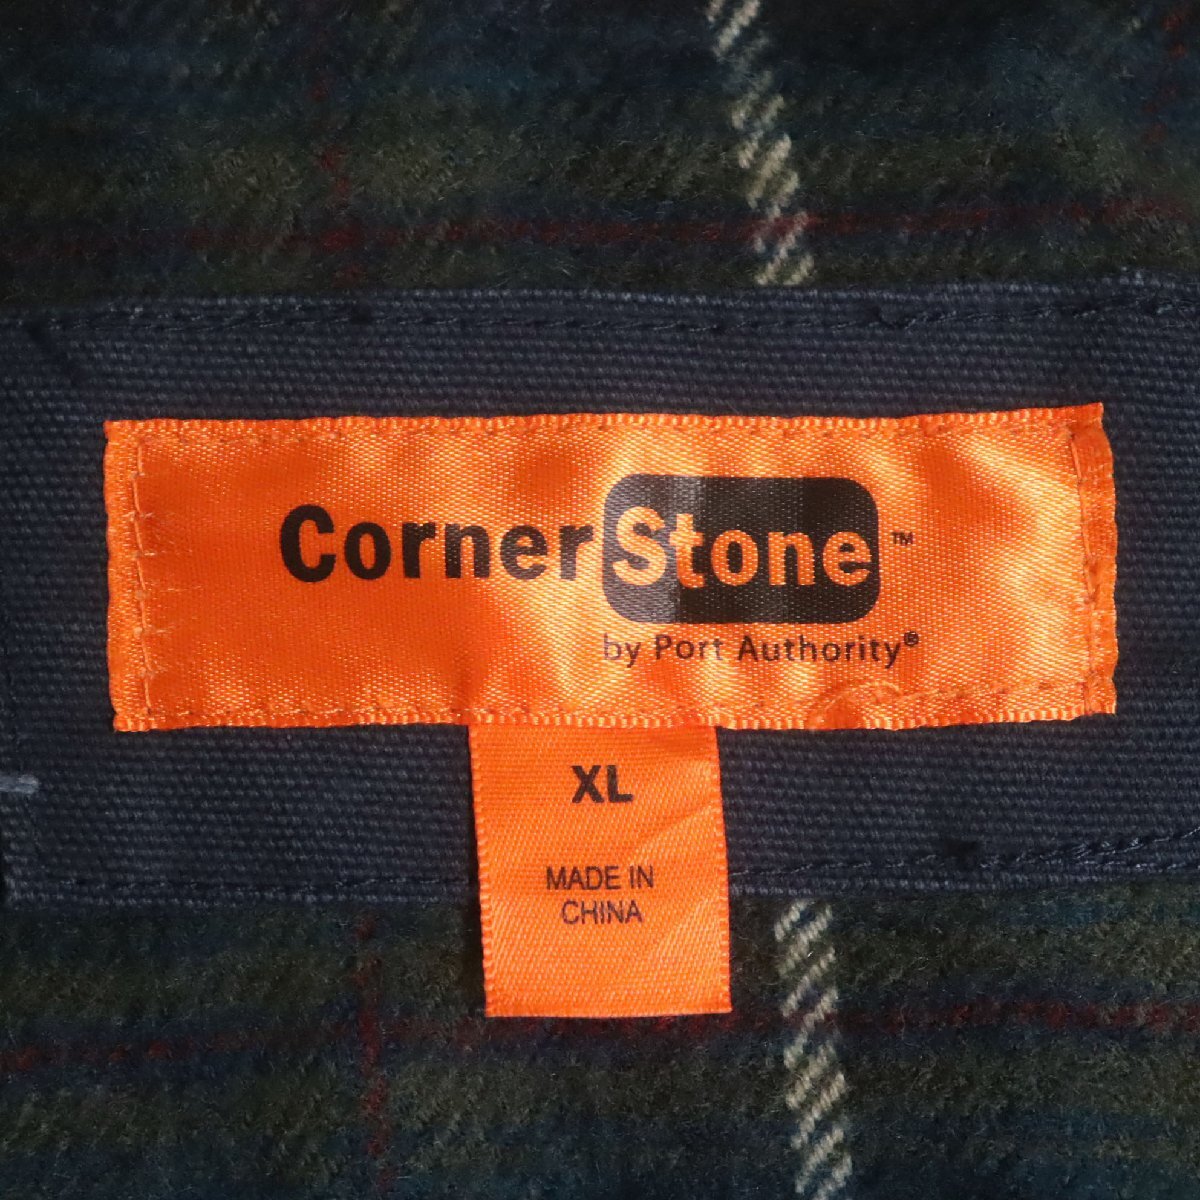 CornerStone™
by Port Authority®
XL
MADE IN
CHINA